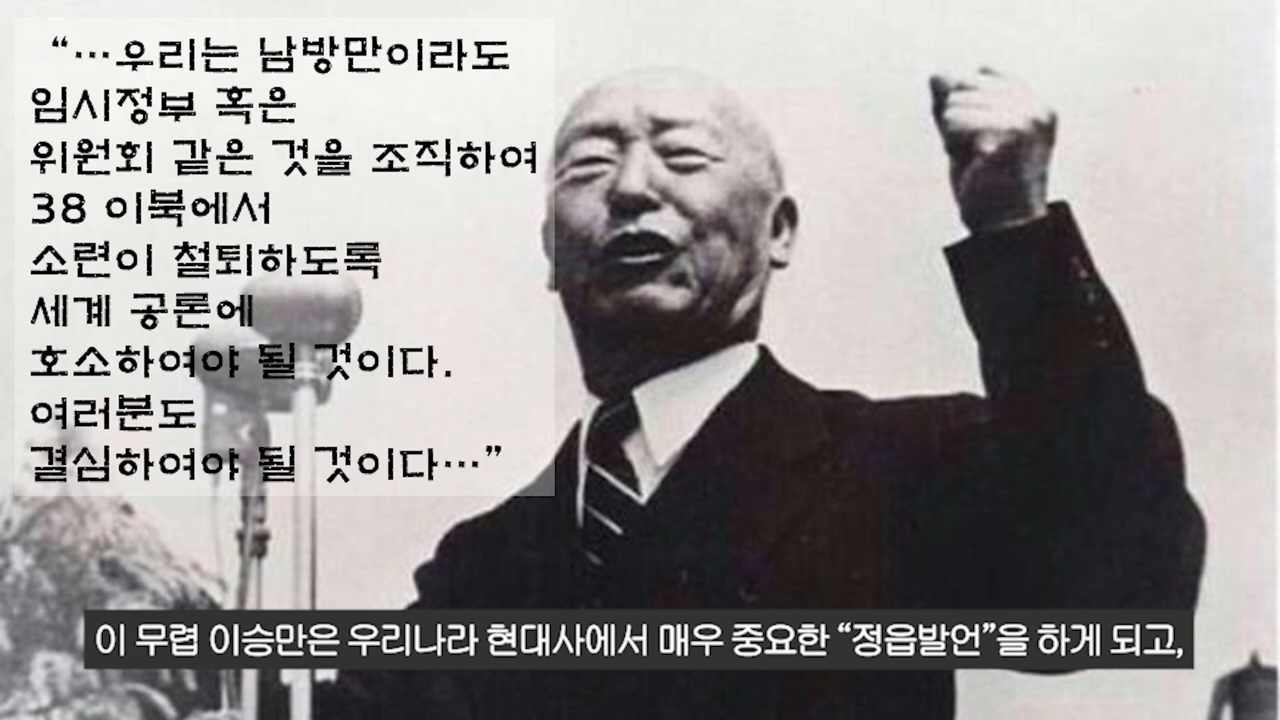 “…우리는 남방만이라도
임시정부 혹은
위원회 같은 것을 조직하여
38 이북에서
소련이 철퇴하도록
세계 공론에
호소하여야 될 것이다.
여러분도
결심하여야 될 것이다…”
이 무렵 이승만은 우리나라 현대사에서 매우 중요한 “정읍발언”을 하게 되고,